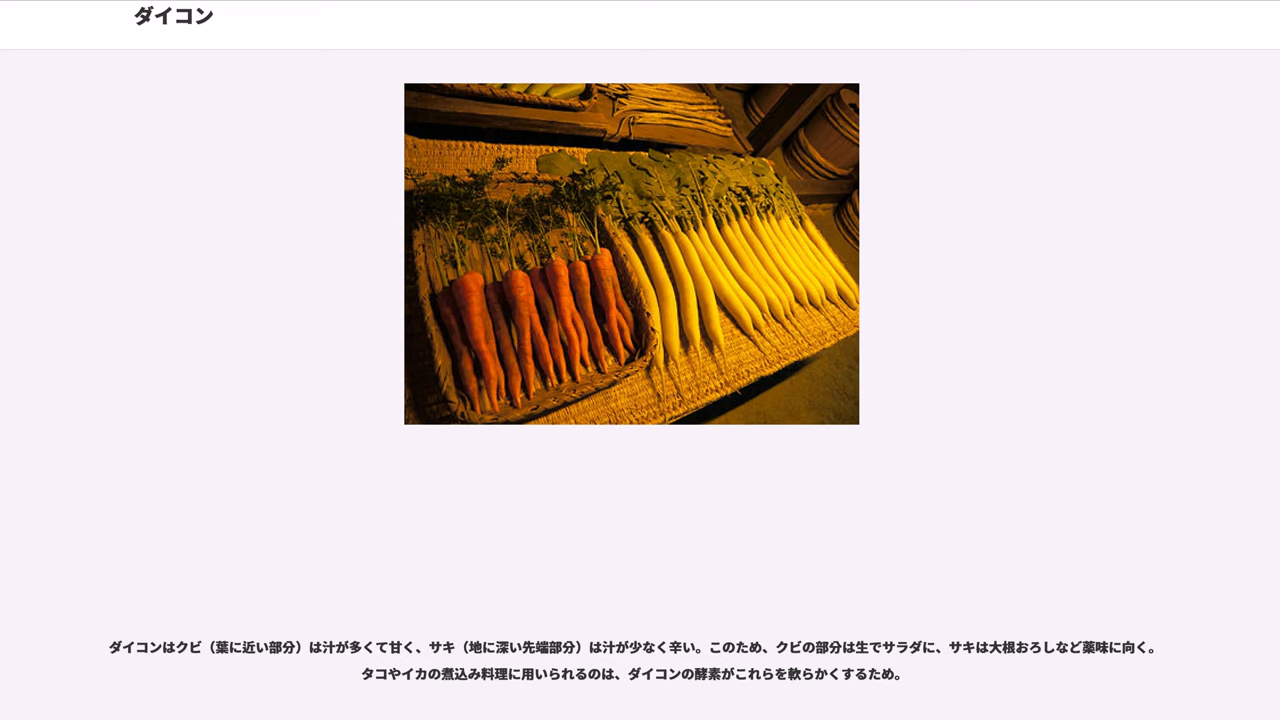 ダイコン
ダイコンはクビ（葉に近い部分）は汁が多くて甘く、サキ（地に深い先端部分）は汁が少なく辛い。このため、クビの部分は生でサラダに、サキは大根おろしなど薬味に向く。
タコやイカの煮込み料理に用いられるのは、ダイコンの酵素がこれらを軟らかくするため。